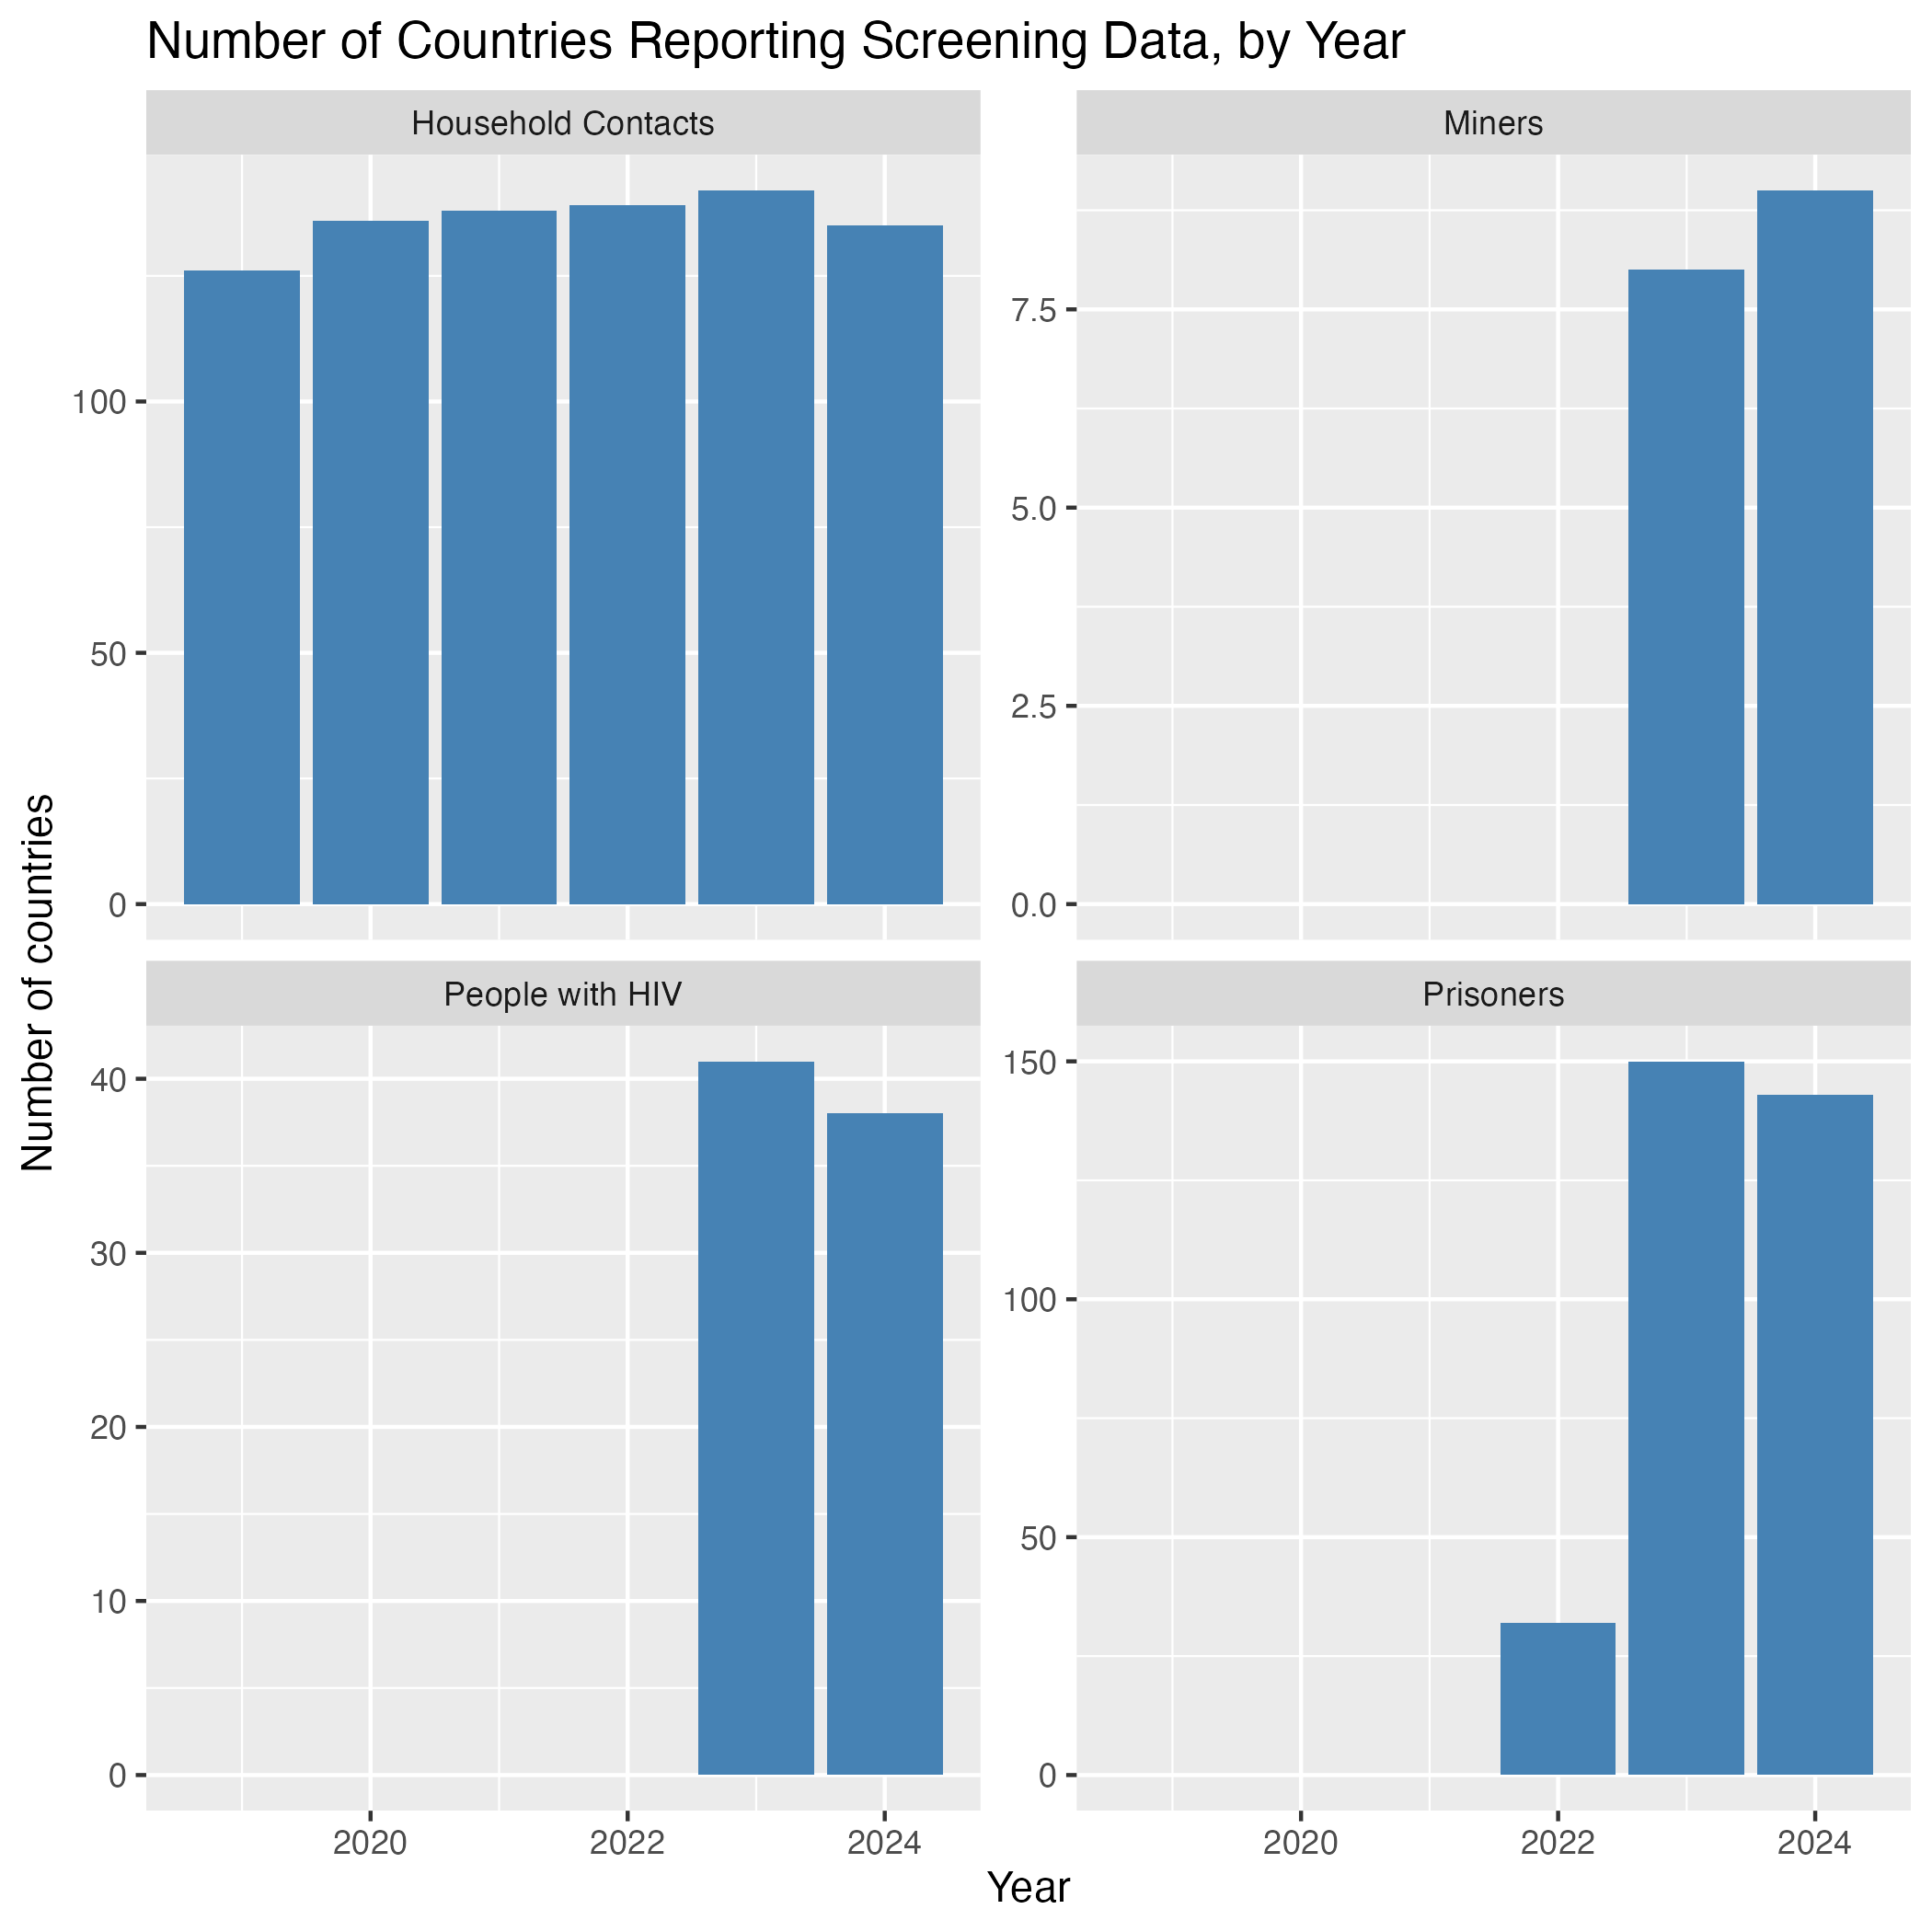 Number of Countries Reporting Screening Data, by Year
Household Contacts
Miners
100
50
0
7.5
5.0
2.5
0.0
Number of countries
People with HIV
Prisoners
40
30
20
10
0
150
100
50
0
2020 2022 2024
2020 2022 2024
Year